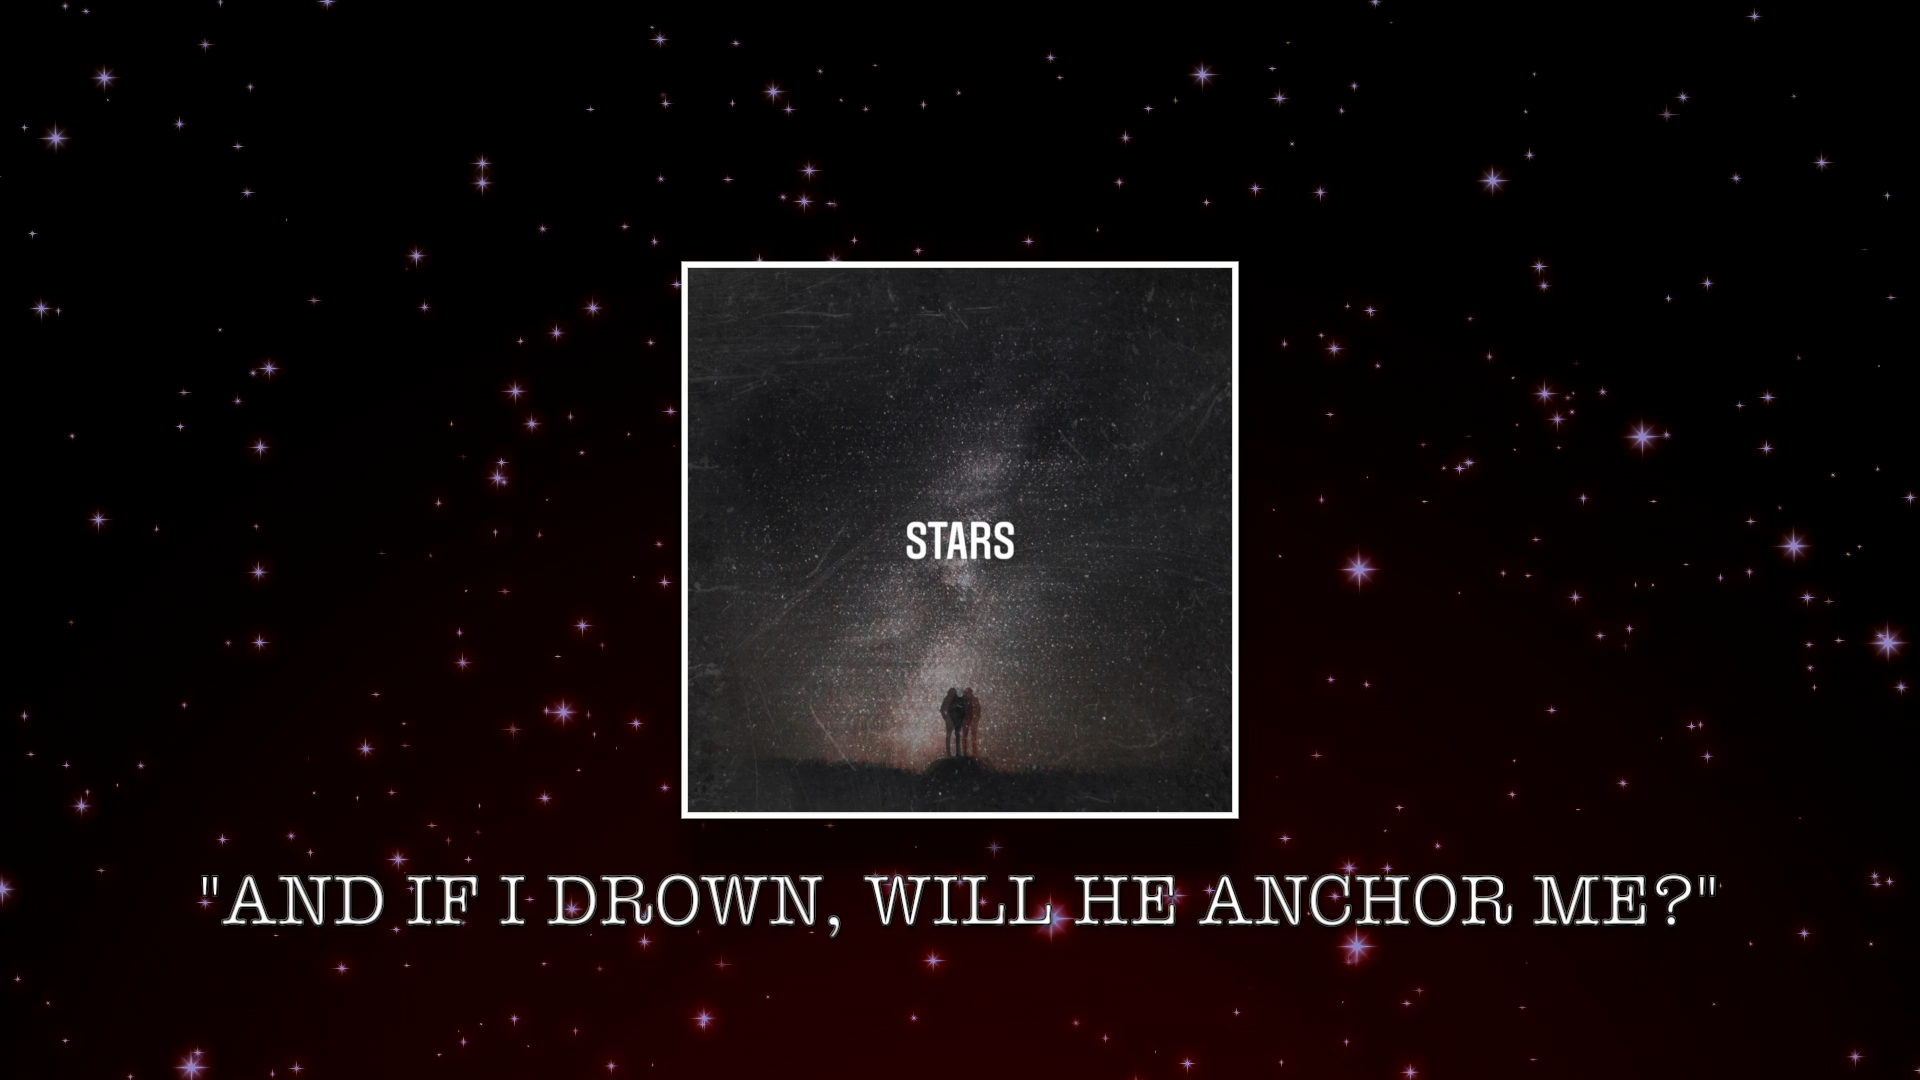 STARS
"AND IF I DROWN, WILL HE ANCHOR ME?"